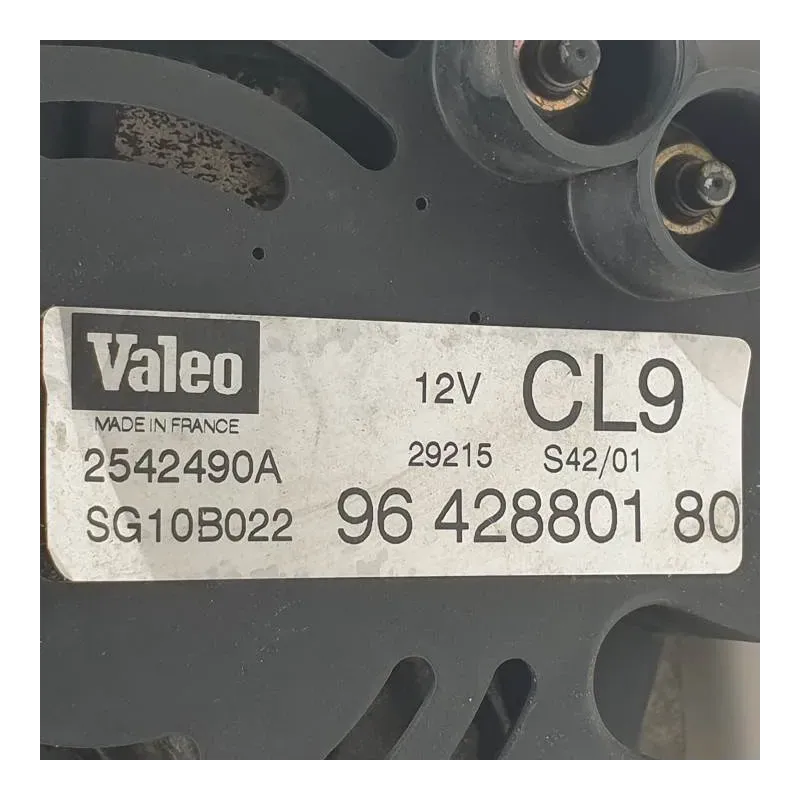 Valeo
MADE IN FRANCE
12V
CL9
2542490A
29215 S42/01
SG10B022
96 428801 80